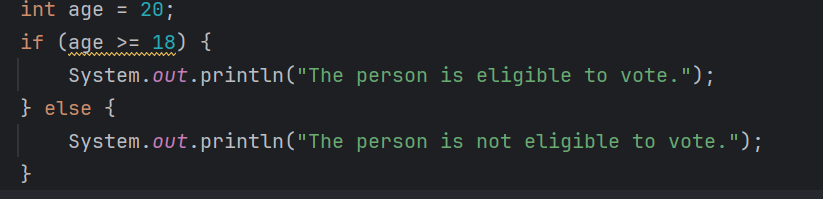 int age = 20;
if (age >= 18) {
    System.out.println("The person is eligible to vote.");
} else {
    System.out.println("The person is not eligible to vote.");
}